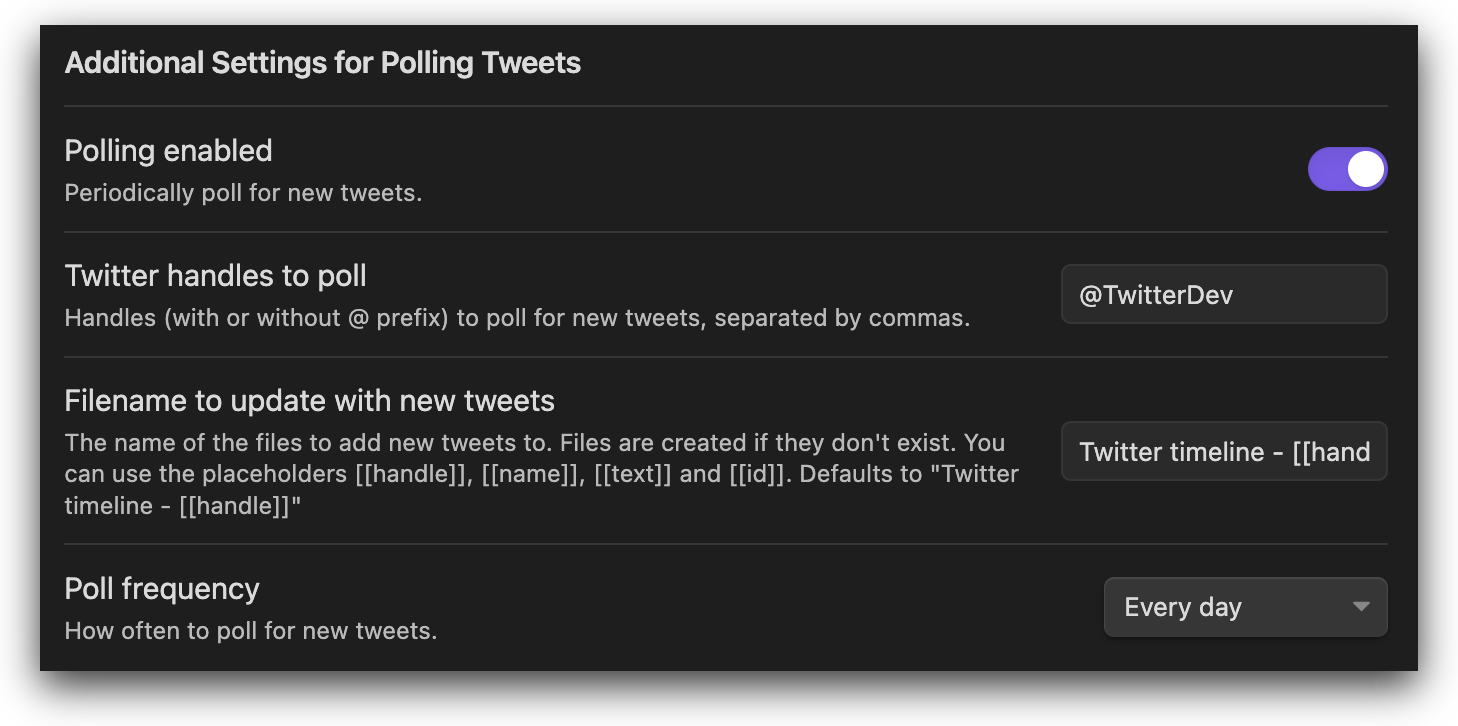 Additional Settings for Polling Tweets
Polling enabled
Periodically poll for new tweets.
Twitter handles to poll
Handles (with or without @ prefix) to poll for new tweets, separated by commas.
@TwitterDev
Filename to update with new tweets
The name of the files to add new tweets to. Files are created if they don't exist. You
can use the placeholders [[handle]], [[name]], [[text]] and [[id]]. Defaults to "Twitter
timeline - [[handle]]"
Twitter timeline - [[hand
Poll frequency
How often to poll for new tweets.
Every day